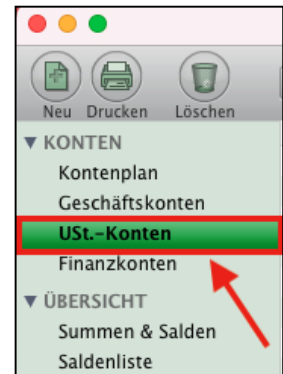 Neu Drucken Löschen
KONTEN
Kontenplan
Geschäftskonten
USt.-Konten
Finanzkonten
ÜBERSICHT
Summen & Salden
Saldenliste